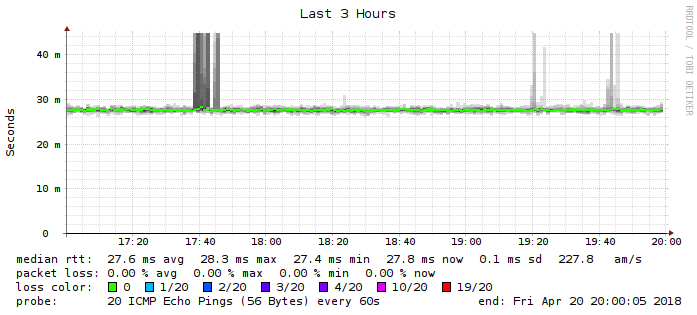 Last 3 Hours
RRDTOOL / TOBI OETIKER
Seconds
40 m
30 m
20 m
10 m
0
17:20 17:40 18:00 18:20 18:40 19:00 19:20 19:40 20:00
median rtt: 27.6 ms avg 28.3 ms max 27.4 ms min 27.8 ms now 0.1 ms sd 227.8 am/s
packet loss: 0.00 % avg 0.00 % max 0.00 % min 0.00 % now
loss color: 0 1/20 2/20 3/20 4/20 10/20 19/20
probe: 20 ICMP Echo Pings (56 Bytes) every 60s end: Fri Apr 20 20:00:05 2018